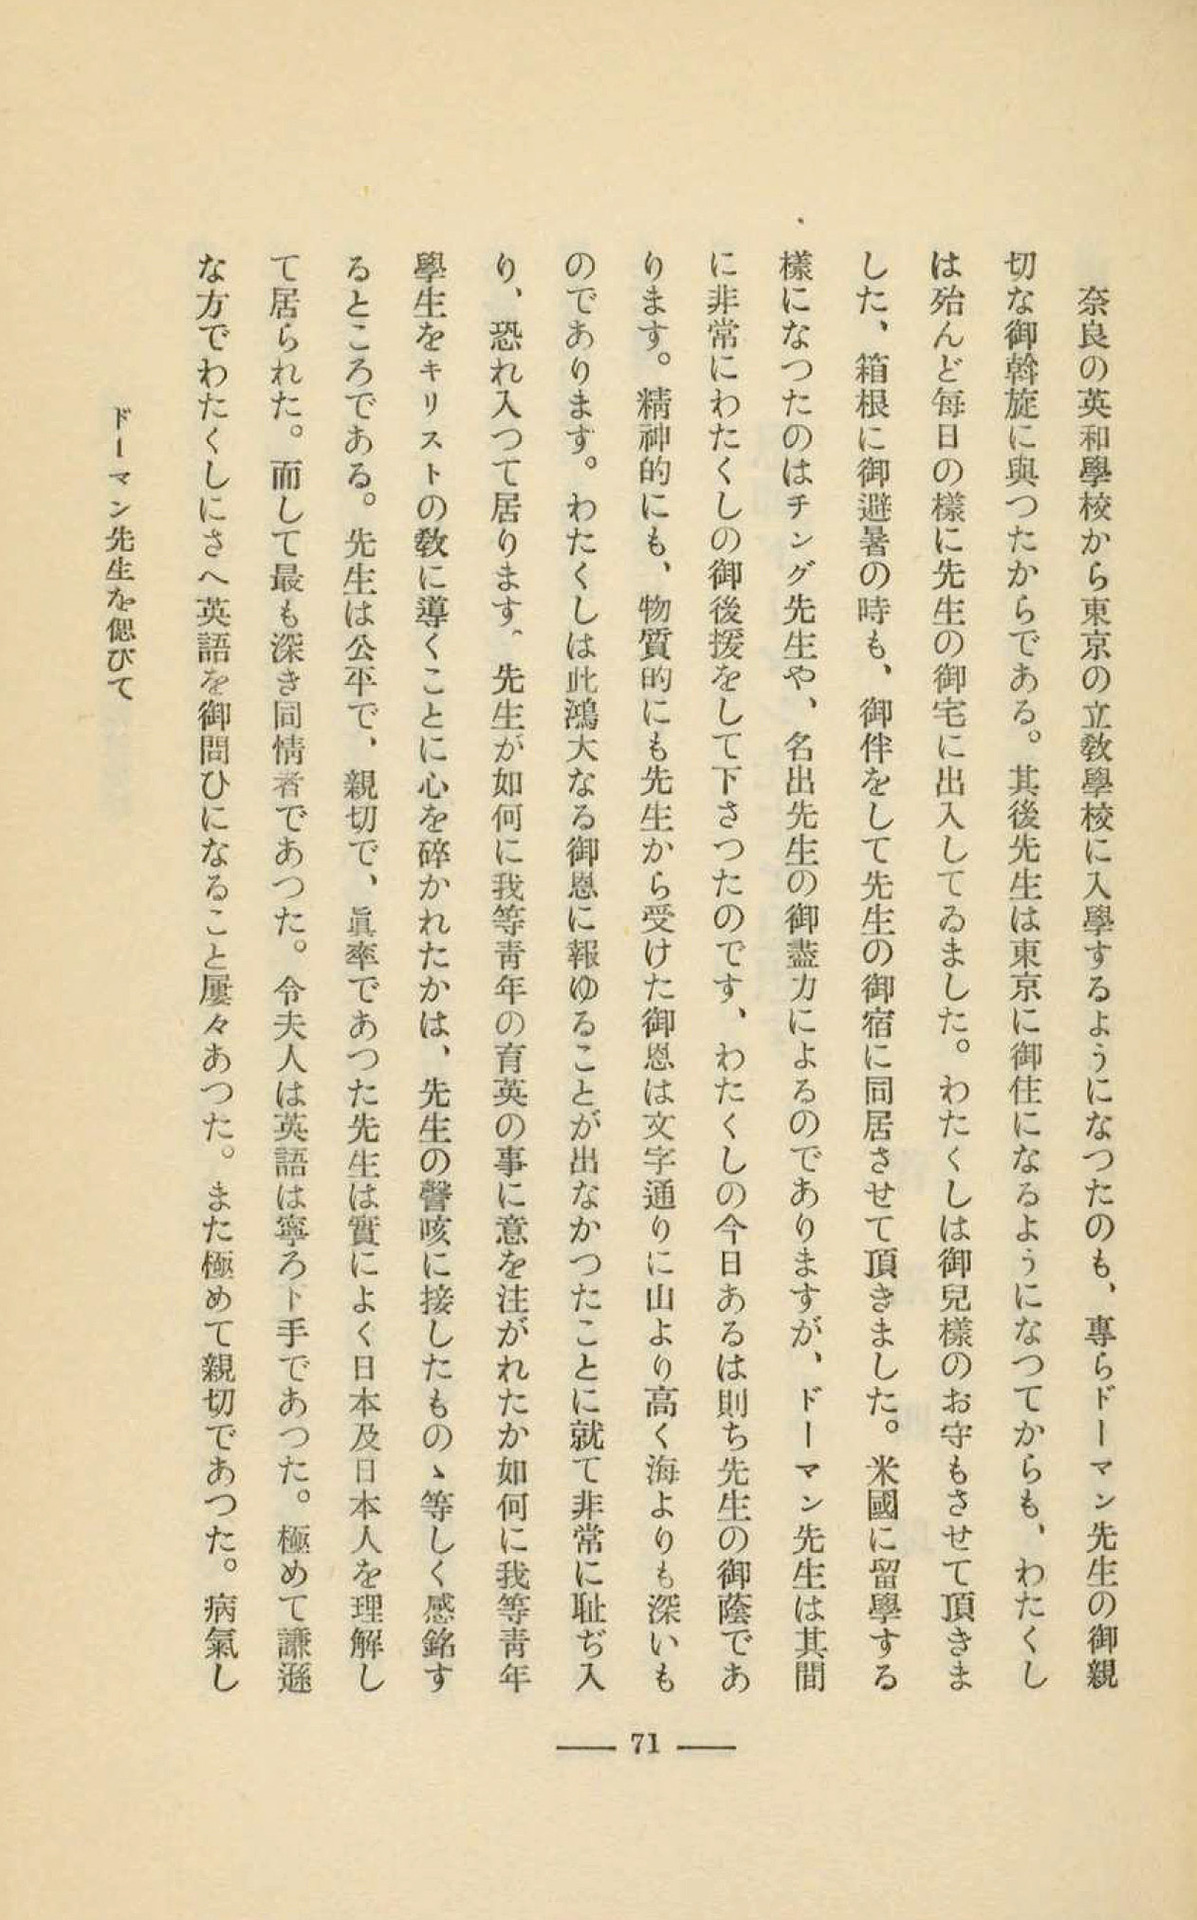 奈良の英和學校から東京の立敎學校に入學するようになつたのも、專らドーマン先生の御親
切な御斡旋に與つたからである。其後先生は東京に御住になるようになつてからも、わたくし
は殆んど每日の樣に先生の御宅に出入してゐました。わたくしは御兒樣のお守もさせて頂きま
した、箱根に御避暑の時も、御伴をして先生の御宿に同居させて頂きました。米國に留學する
樣になつたのはチング先生や、名出先生の御盡力によるのでありますが、ドーマン先生は其間
に非常にわたくしの御後援をして下さつたのです、わたくしの今日あるは則ち先生の御蔭であ
ります。精神的にも、物質的にも先生から受けた御恩は文字通りに山より高く海よりも深いも
のであります。わたくしは此鴻大なる御恩に報ゆることが出なかつたことに就て非常に耻ぢ入
り、恐れ入つて居ります。先生が如何に我等靑年の育英の事に意を注がれたか如何に我等靑年
學生をキリストの敎に導くことに心を碎かれたかは、先生の謦咳に接したものゝ等しく感銘す
るところである。先生は公平で、親切で、眞率であつた先生は實によく日本及日本人を理解し
て居られた。而して最も深き同情者であつた。令夫人は英語は寧ろ下手であつた。極めて謙遜
な方でわたくしにさへ英語を御問ひになること屢々あつた。また極めて親切であつた。病氣し
ドーマン先生を偲びて
71